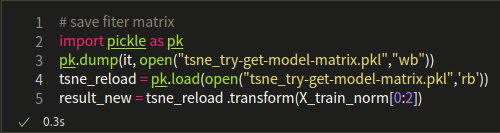 1 # save fiter matrix
2 import pickle as pk
3 pk.dump(it, open("tsne_try-get-model-matrix.pkl","wb"))
4 tsne_reload = pk.load(open("tsne_try-get-model-matrix.pkl",'rb'))
5 result_new = tsne_reload .transform(X_train_norm[0:2])
0.3s